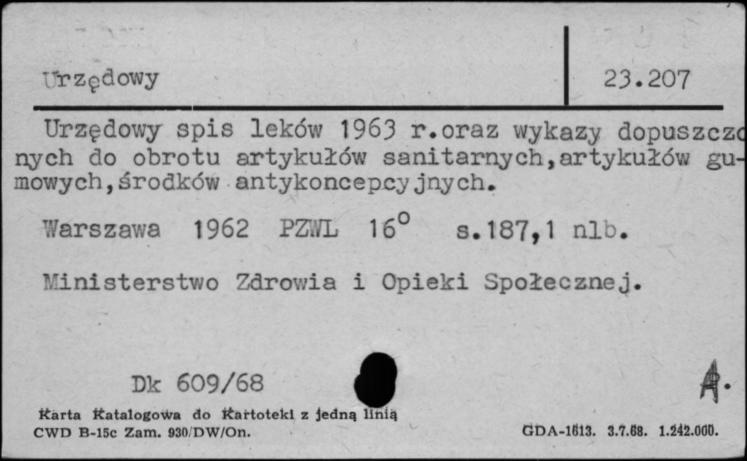 Urzędowy 23.207
Urzędowy spis leków 1963 r.oraz wykazy dopuszczo
nych do obrotu artykułów sanitarnych,artykułów gu-
mowych,środków antykoncepcyjnych.
Warszawa 1962 PZWL 16° s.187,1 nlb.
Ministerstwo Zdrowia i Opieki Społecznej.
Dk 609/68
Karta Katalogowa do Kartoteki z jedną linią
CWD B-15c Zam. 930/DW/On. GDA-1613. 3.7.68. 1.242.000.